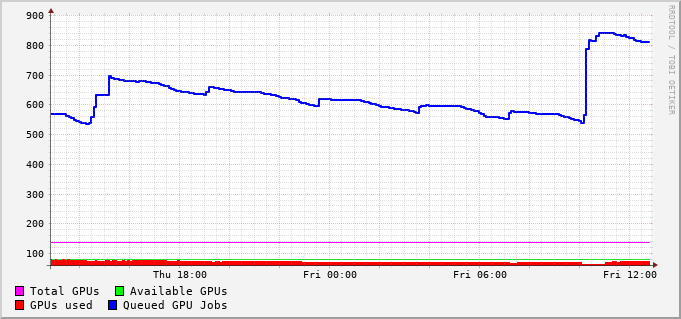 900
800
700
600
500
400
300
200
100
Thu 18:00 Fri 00:00 Fri 06:00 Fri 12:00
Total GPUs Available GPUs
GPUs used Queued GPU Jobs
RRDTOOL / TOBI OETIKER